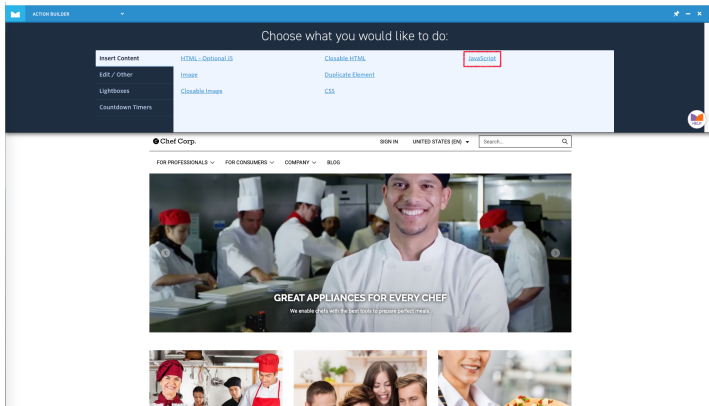 ACTION BUILDER
Choose what you would like to do:
Insert Content
Edit / Other
Lightboxes
Countdown Timers
HTML - Optional JS
Closable HTML
JavaScript
Image
Duplicate Element
Closable Image
CSS
HELP
Chef Corp.
SIGN IN
UNITED STATES (EN)
Search...
FOR PROFESSIONALS
FOR CONSUMERS
COMPANY
BLOG
GREAT APPLIANCES FOR EVERY CHEF
We enable chefs with the best tools to prepare perfect meals.